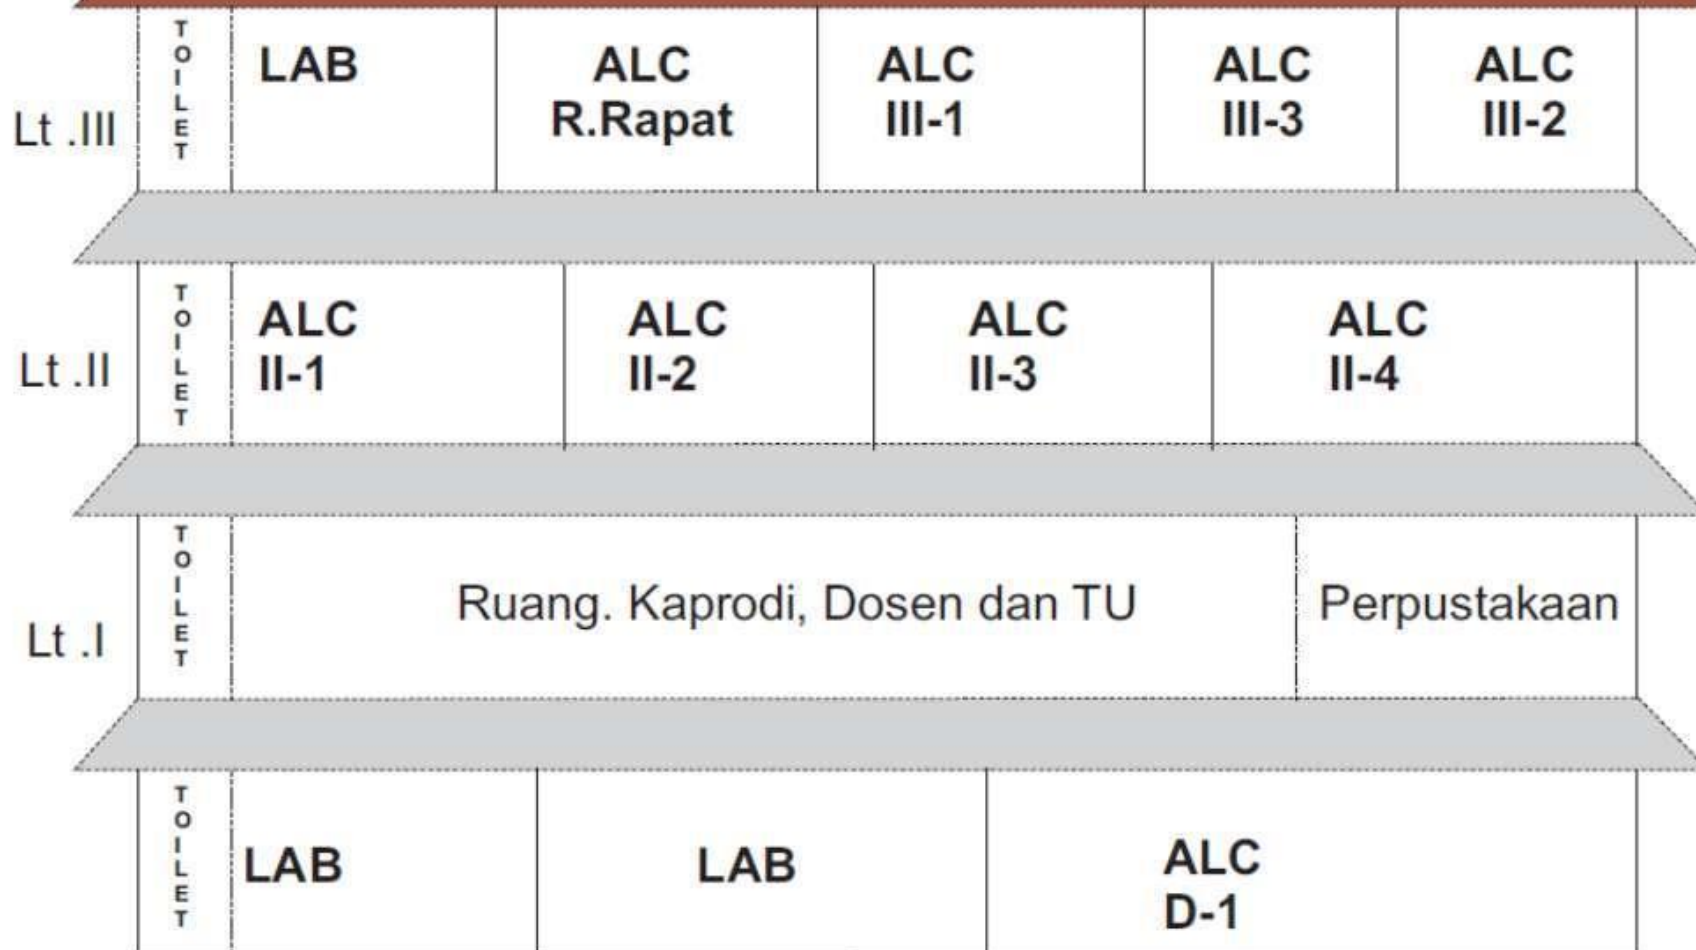 TOILET
LAB
ALC
R.Rapat
ALC
III-1
ALC
III-3
ALC
III-2
Lt .III
TOILET
ALC
II-1
ALC
II-2
ALC
II-3
ALC
II-4
Lt .II
TOILET
Ruang. Kaprodi, Dosen dan TU
Perpustakaan
Lt .I
TOILET
LAB
LAB
ALC
D-1